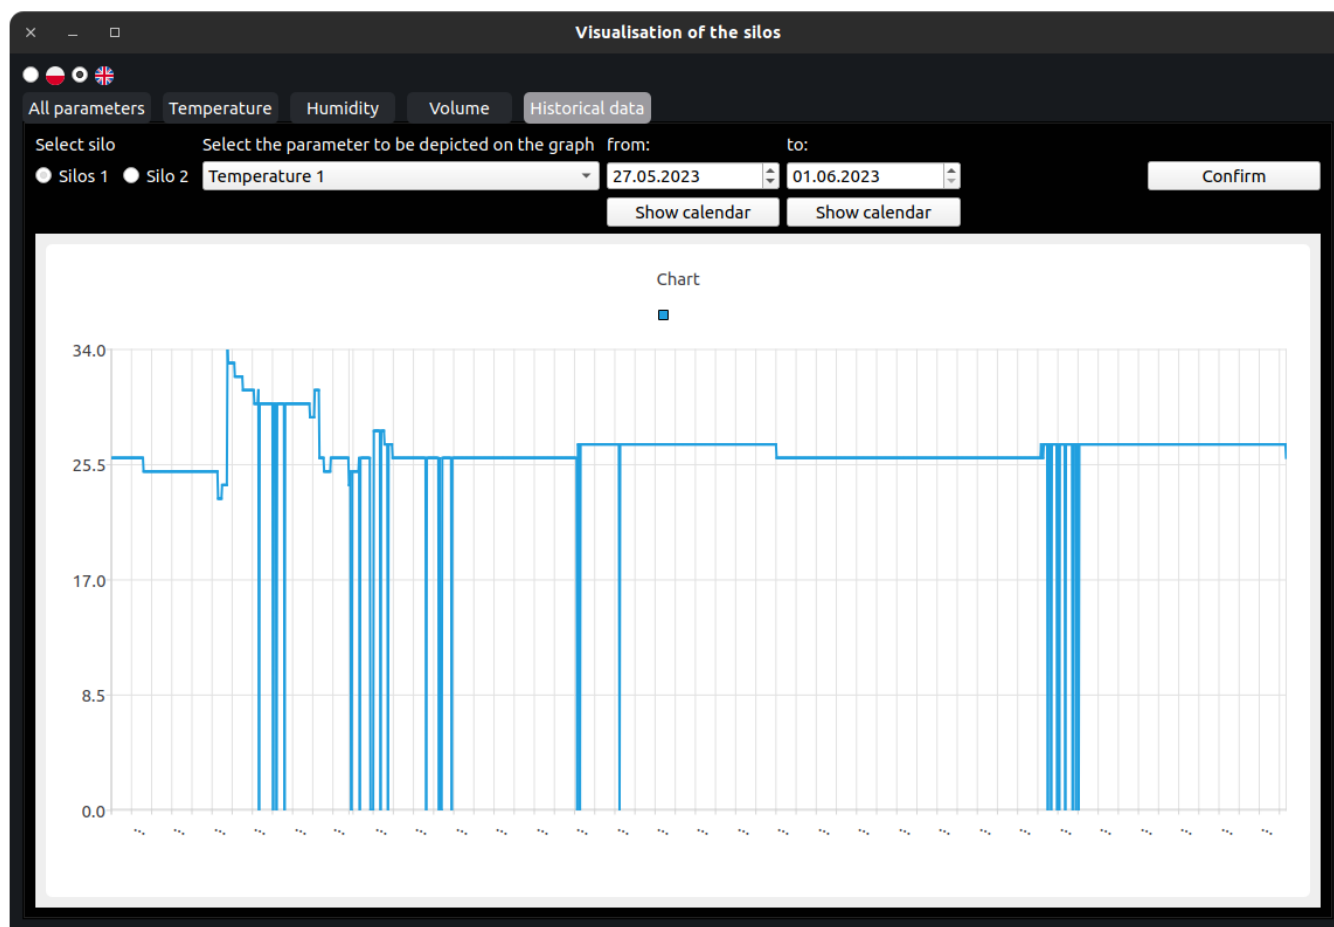 Visualisation of the silos
All parameters Temperature Humidity Volume Historical data
Select silo Select the parameter to be depicted on the graph from: to:
Silos 1 Silo 2 Temperature 1 27.05.2023 01.06.2023 Confirm
Show calendar Show calendar
Chart
34.0
25.5
17.0
8.5
0.0